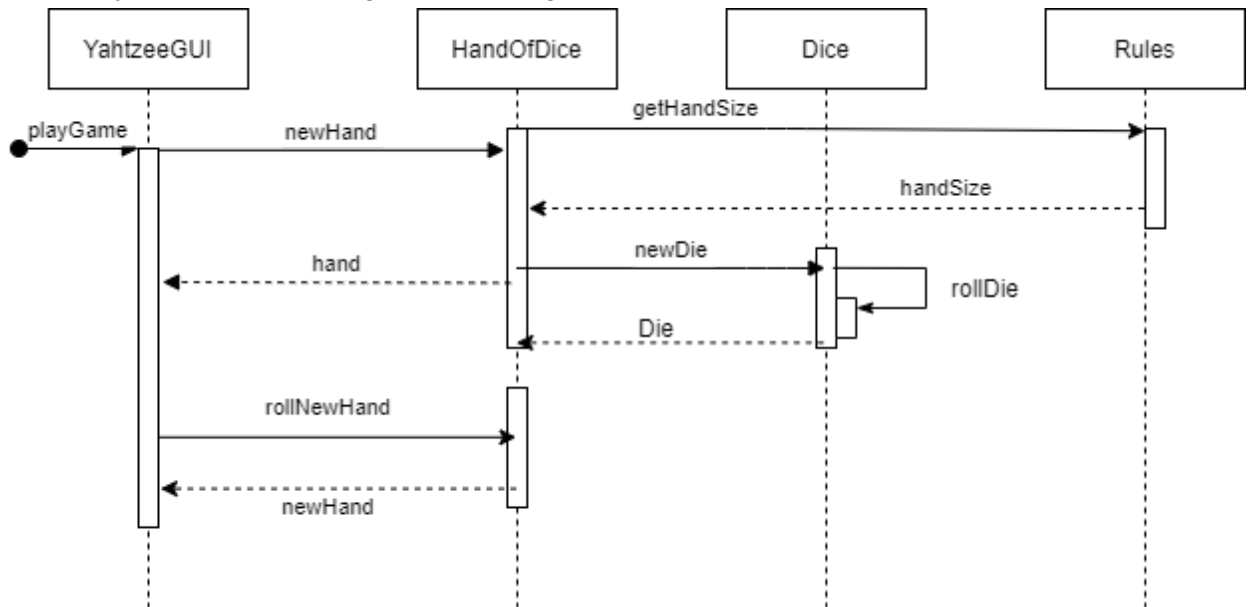 YahtzeeGUI
HandOfDice
Dice
Rules
getHandSize
playGame
newHand
handSize
newDie
hand
rollDie
Die
rollNewHand
newHand